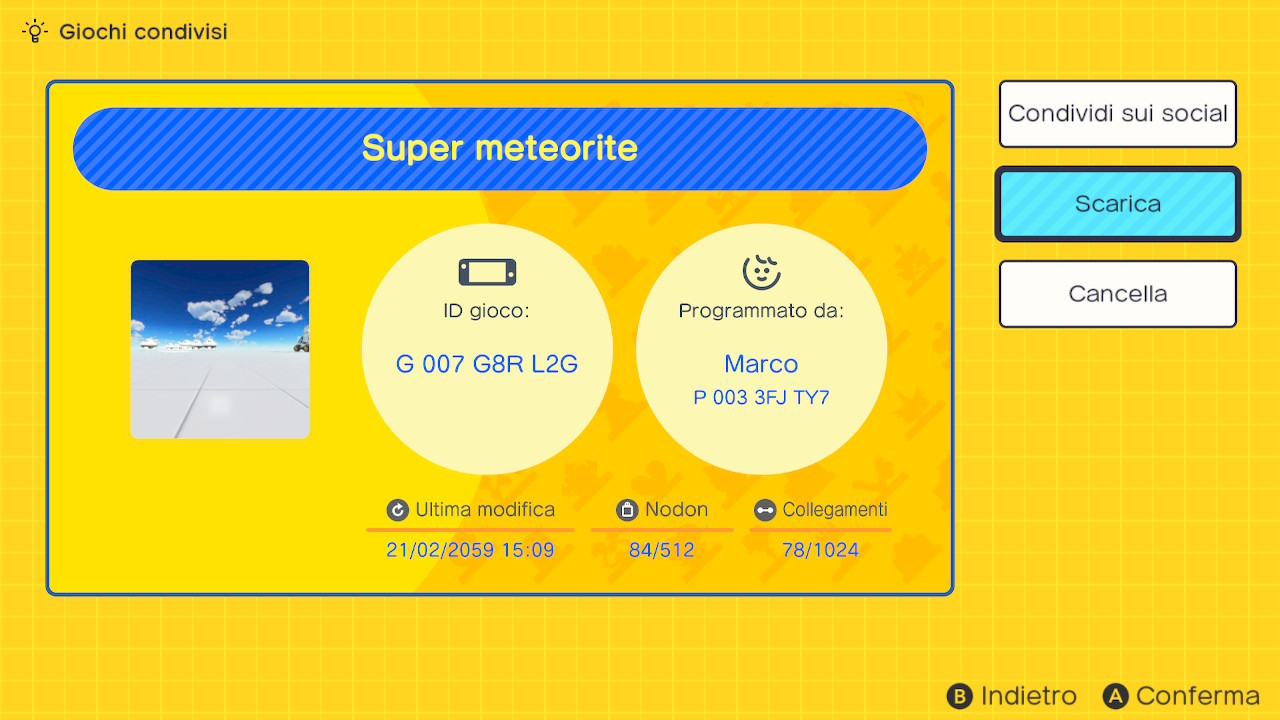 Giochi condivisi
Super meteorite
ID gioco:
G 007 G8R L2G
Programmato da:
Marco
P 003 3FJ TY7
Ultima modifica
21/02/2059 15:09
Nodon
84/512
Collegamenti
78/1024
Condividi sui social
Scarica
Cancella
B Indietro
A Conferma